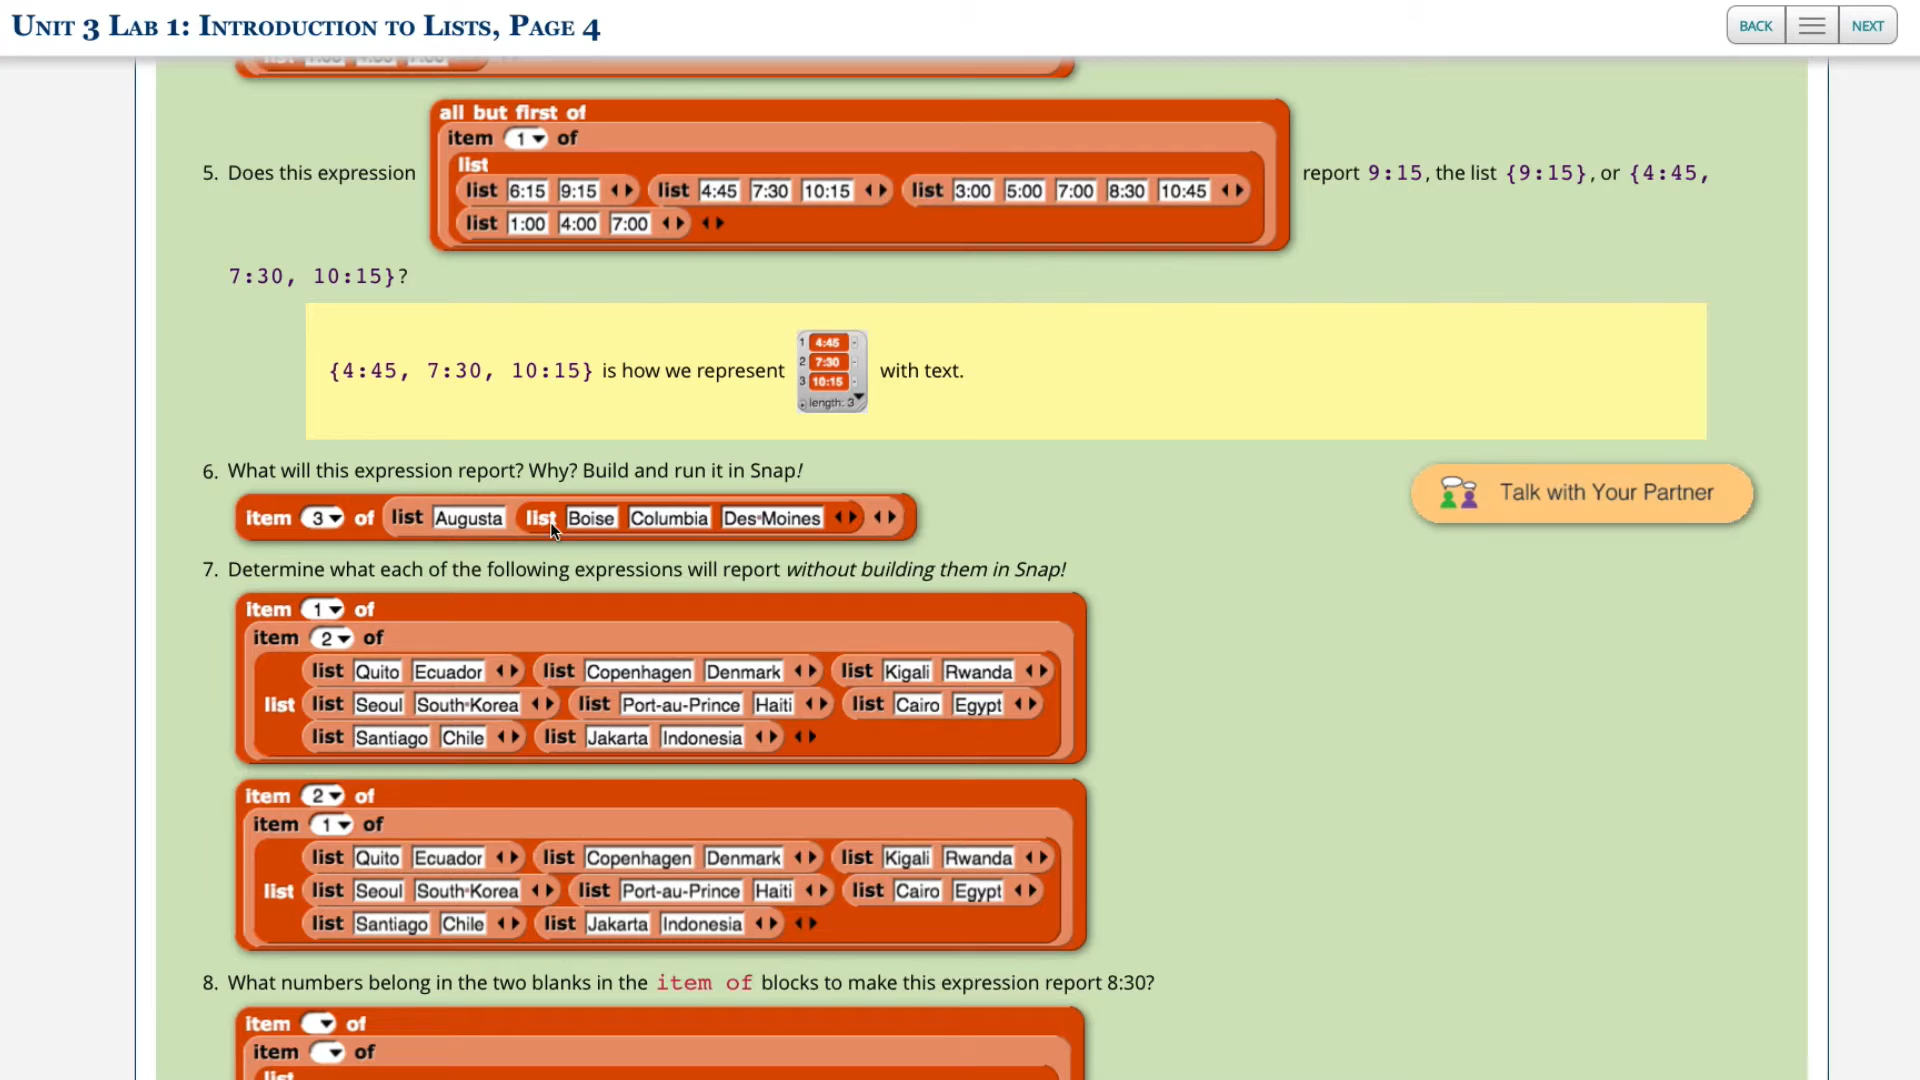 UNIT 3 LAB 1: INTRODUCTION TO LISTS, PAGE 4
BACK
NEXT
all but first of
item 1 of
list
list 6:15 9:15 list 4:45 7:30 10:15 list 3:00 5:00 7:00 8:30 10:45
list 1:00 4:00 7:00
5. Does this expression report 9:15, the list {9:15}, or {4:45,
7:30, 10:15}?
{4:45, 7:30, 10:15} is how we represent with text.
1 4:45
2 7:30
3 10:15
length: 3
6. What will this expression report? Why? Build and run it in Snap!
Talk with Your Partner
item 3 of list Augusta list Boise Columbia Des Moines
7. Determine what each of the following expressions will report without building them in Snap!
item 1 of
item 2 of
list Quito Ecuador list Copenhagen Denmark list Kigali Rwanda
list list Seoul South Korea list Port-au-Prince Haiti list Cairo Egypt
list Santiago Chile list Jakarta Indonesia
item 2 of
item 1 of
list Quito Ecuador list Copenhagen Denmark list Kigali Rwanda
list list Seoul South Korea list Port-au-Prince Haiti list Cairo Egypt
list Santiago Chile list Jakarta Indonesia
8. What numbers belong in the two blanks in the item of blocks to make this expression report 8:30?
item of
item of
list